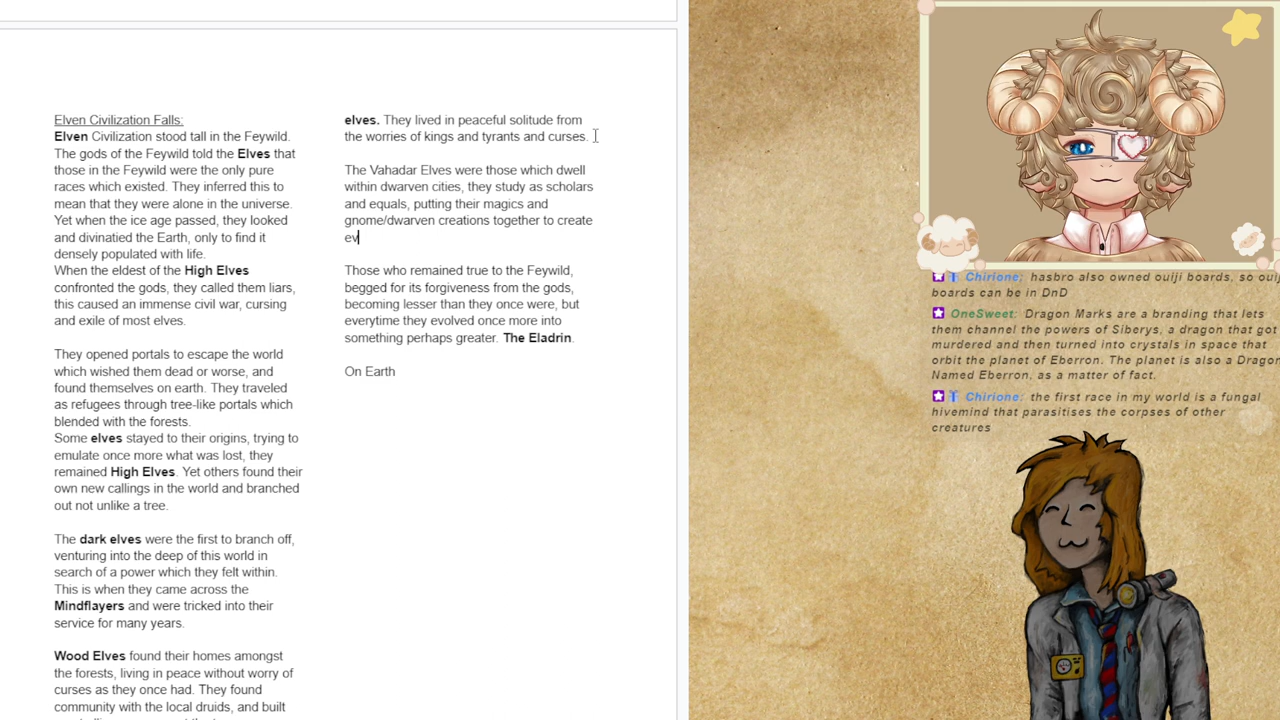 Elven Civilization Falls:
Elven Civilization stood tall in the Feywild.
The gods of the Feywild told the Elves that
those in the Feywild were the only pure
races which existed. They inferred this to
mean that they were alone in the universe.
Yet when the ice age passed, they looked
and divinatied the Earth, only to find it
densely populated with life.
When the eldest of the High Elves
confronted the gods, they called them liars,
this caused an immense civil war, cursing
and exile of most elves.
They opened portals to escape the world
which wished them dead or worse, and
found themselves on earth. They traveled
as refugees through tree-like portals which
blended with the forests.
Some elves stayed to their origins, trying to
emulate once more what was lost, they
remained High Elves. Yet others found their
own new callings in the world and branched
out not unlike a tree.
The dark elves were the first to branch off,
venturing into the deep of this world in
search of a power which they felt within.
This is when they came across the
Mindflayers and were tricked into their
service for many years.
Wood Elves found their homes amongst
the forests, living in peace without worry of
curses as they once had. They found
community with the local druids, and built
elves. They lived in peaceful solitude from
the worries of kings and tyrants and curses.
The Vahadar Elves were those which dwell
within dwarven cities, they study as scholars
and equals, putting their magics and
gnome/dwarven creations together to create
ev
Those who remained true to the Feywild,
begged for its forgiveness from the gods,
becoming lesser than they once were, but
everytime they evolved once more into
something perhaps greater. The Eladrin.
On Earth
Chirione: hasbro also owned ouiji boards, so ouij
boards can be in DnD
OneSweet: Dragon Marks are a branding that lets
them channel the powers of Siberys, a dragon that got
murdered and then turned into crystals in space that
orbit the planet of Eberron. The planet is also a Dragon
Named Eberron, as a matter of fact.
Chirione: the first race in my world is a fungal
hivemind that parasitises the corpses of other
creatures